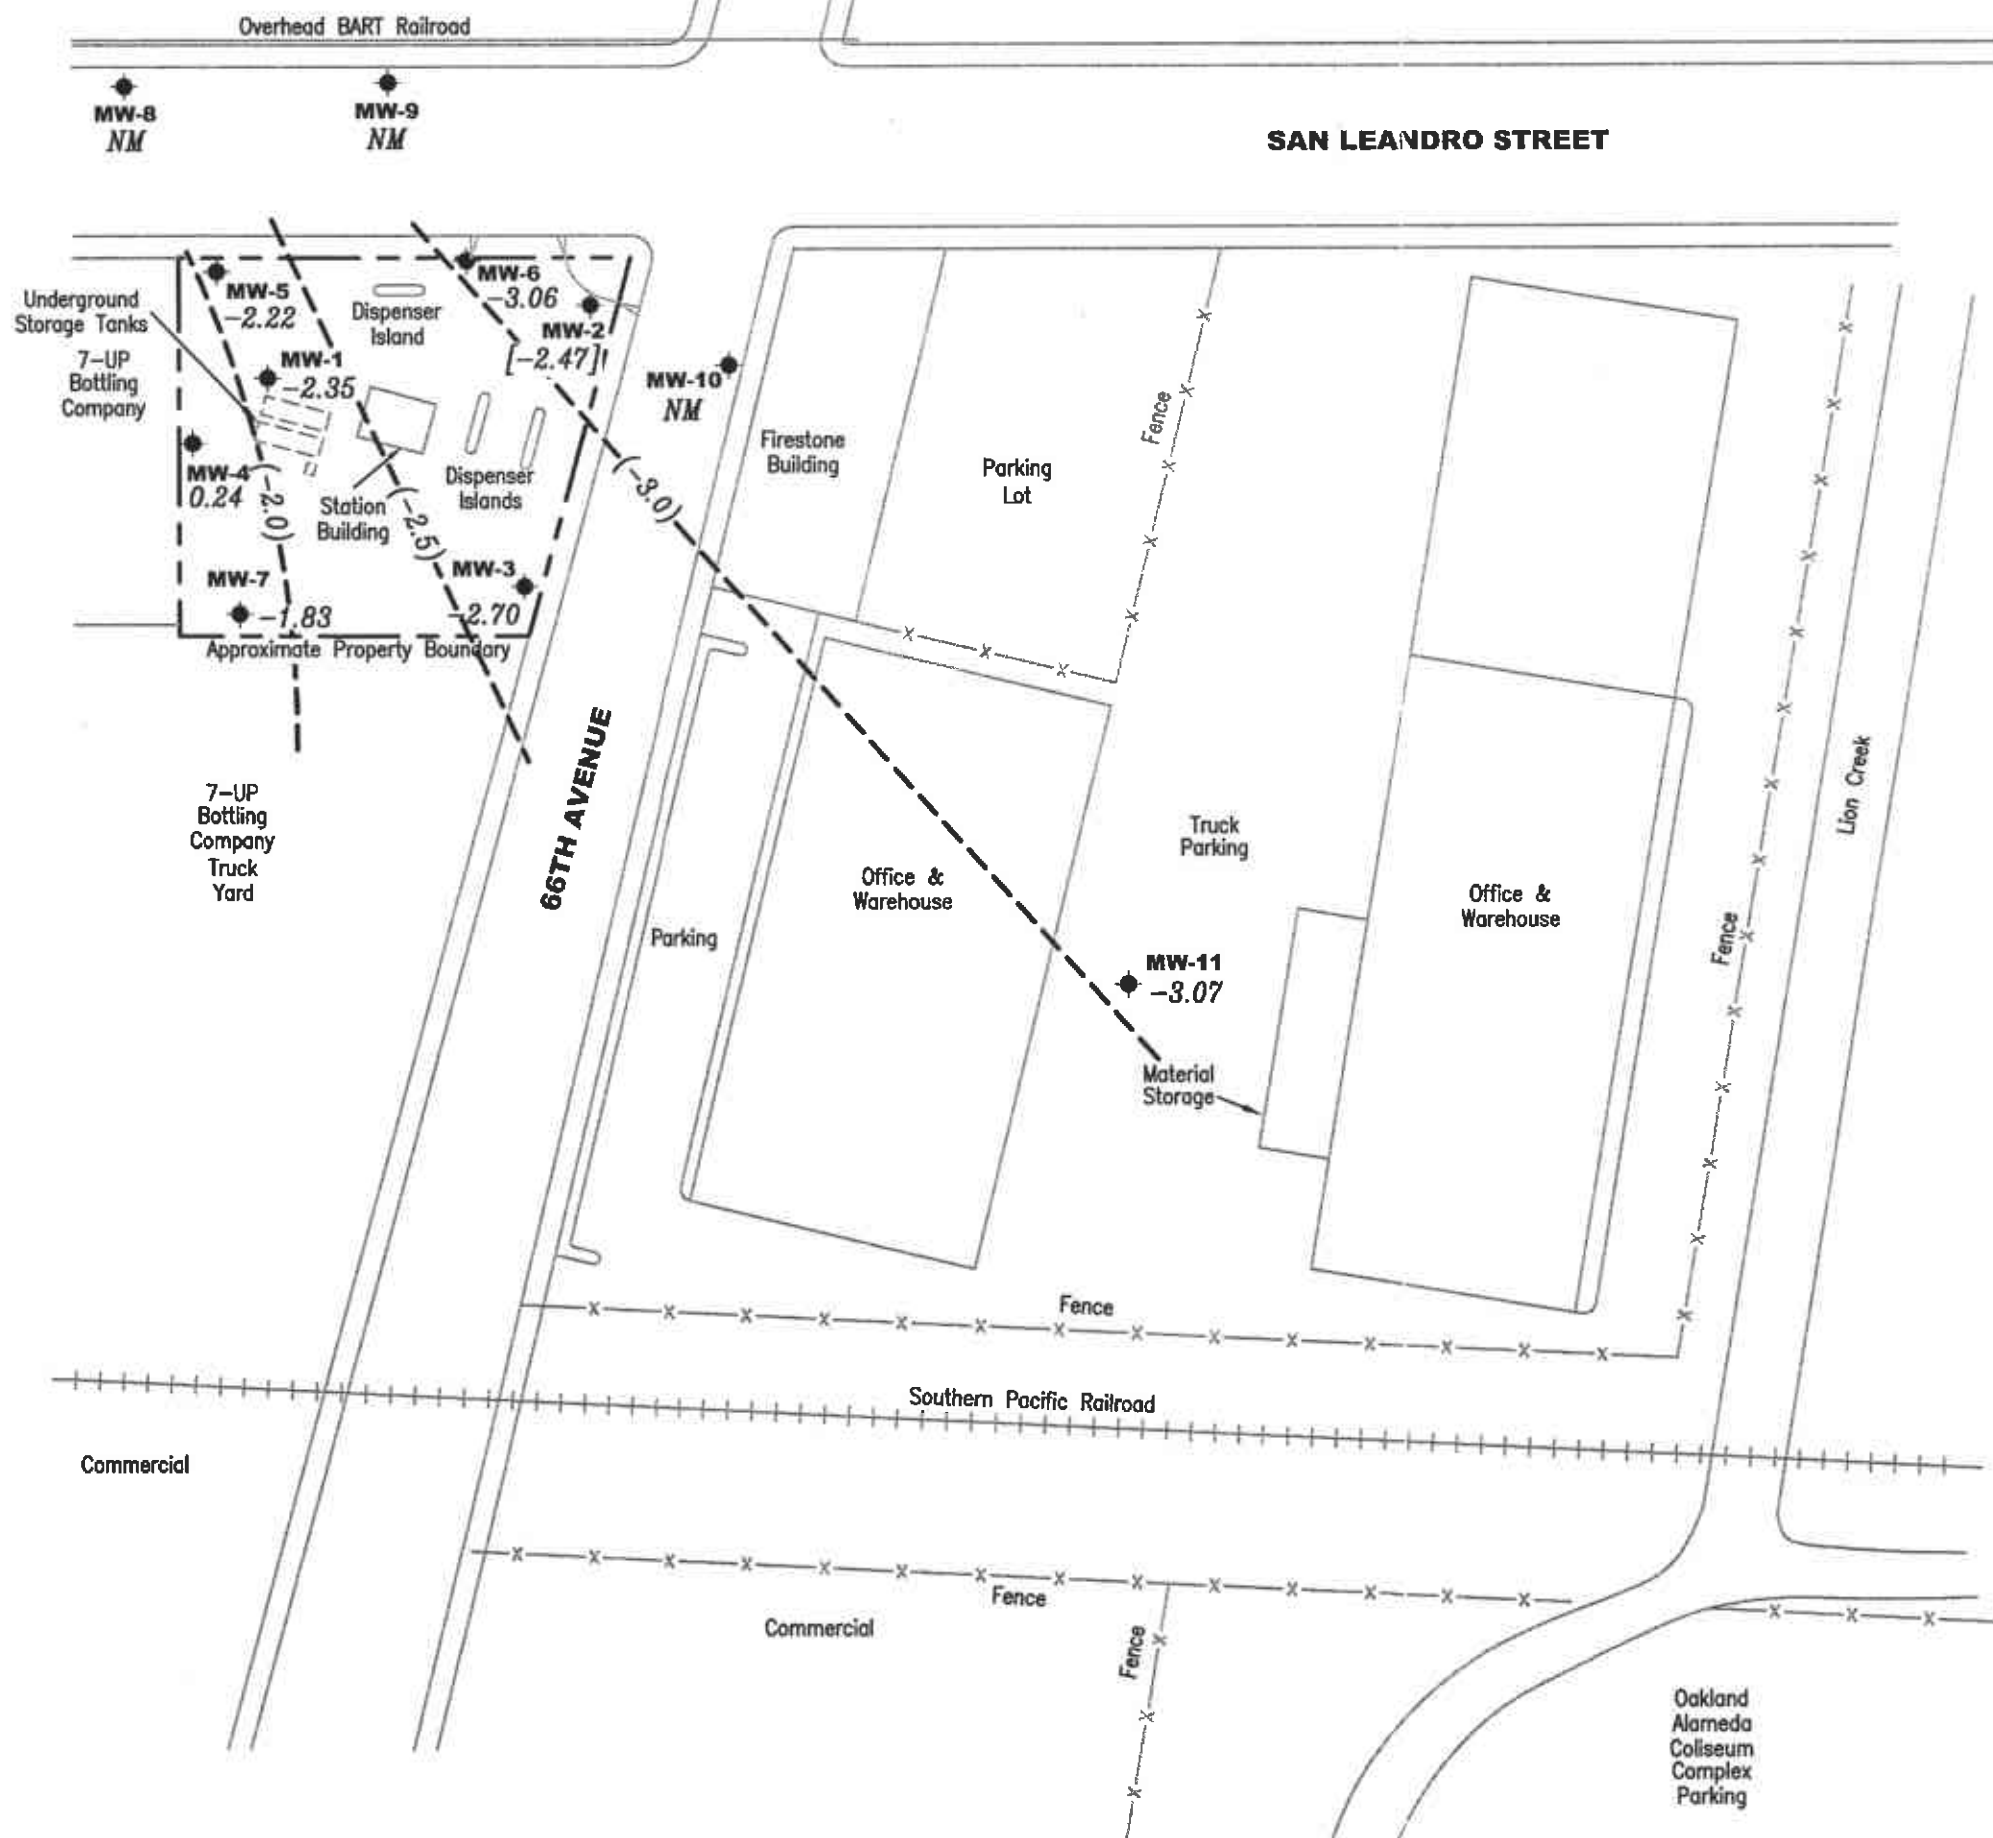 Overhead BART Railroad
MW-8
NM
MW-9
NM
SAN LEANDRO STREET
Underground
Storage Tanks
7-UP
Bottling
Company
MW-5
-2.22
Dispenser
Island
MW-6
-3.06
MW-2
[-2.47]
MW-1
-2.35
MW-10
NM
MW-4
0.24
(-2.0)
Station
Building
(-2.5)
Dispenser
Islands
(-3.0)
Firestone
Building
Parking
Lot
Fence
MW-7
-1.83
MW-3
-2.70
Approximate Property Boundary
66TH AVENUE
7-UP
Bottling
Company
Truck
Yard
Parking
Office &
Warehouse
Truck
Parking
MW-11
-3.07
Material
Storage
Office &
Warehouse
Fence
Lion Creek
Fence
Southern Pacific Railroad
Commercial
Fence
Commercial
Fence
Oakland
Alameda
Coliseum
Complex
Parking